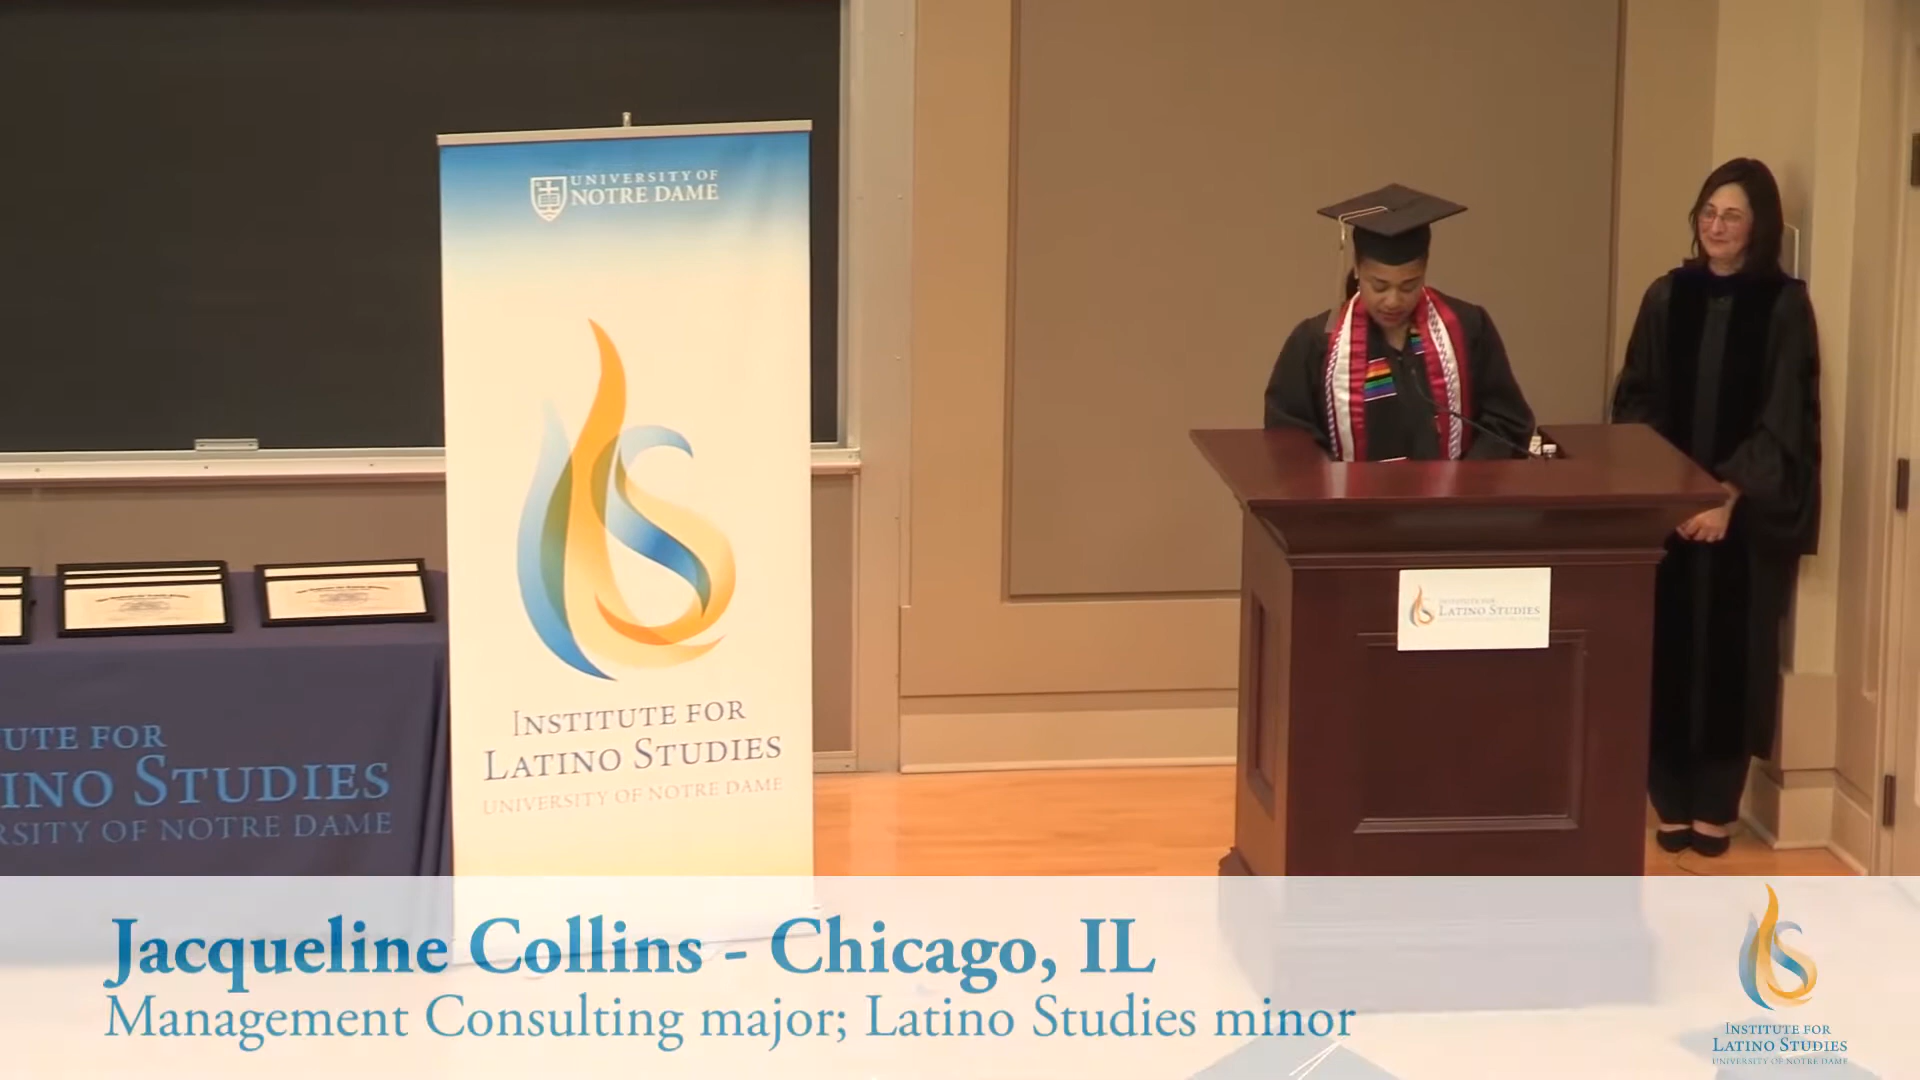 UNIVERSITY OF
NOTRE DAME
INSTITUTE FOR
LATINO STUDIES
UNIVERSITY OF NOTRE DAME
UTE FOR
INO STUDIES
RSITY OF NOTRE DAME
INSTITUTE FOR
LATINO STUDIES
Jacqueline Collins - Chicago, IL
Management Consulting major; Latino Studies minor
INSTITUTE FOR
LATINO STUDIES
UNIVERSITY OF NOTRE DAME